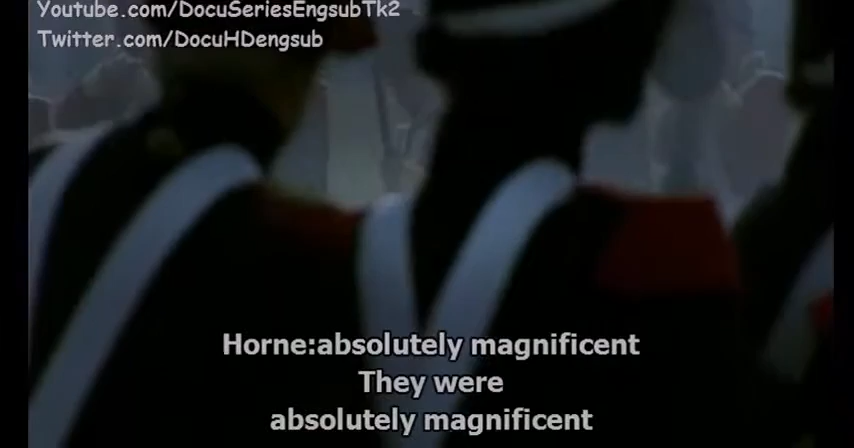 Youtube.com/DocuSeriesEngsubTk2
Twitter.com/DocuHDengsub
Horne:absolutely magnificent
They were
absolutely magnificent